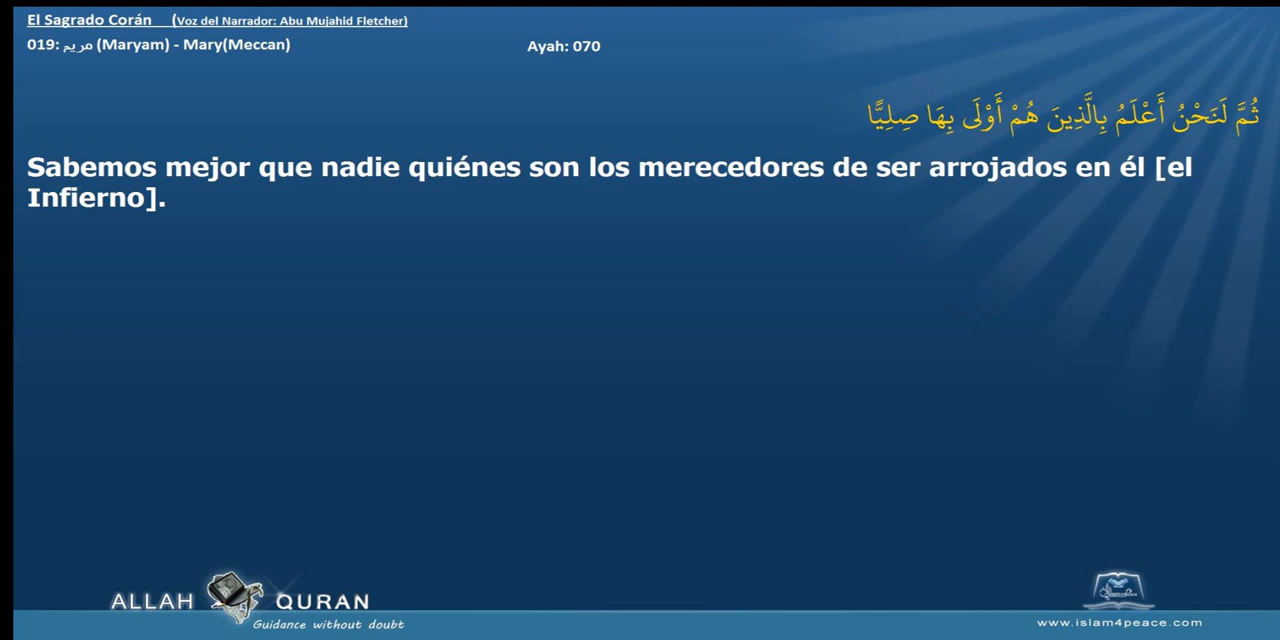 El Sagrado Corán (Voz del Narrador: Abu Mujahid Fletcher)
019: مريم (Maryam) - Mary(Meccan) Ayah: 070
ثُمَّ لَنَحْنُ أَعْلَمُ بِالَّذِينَ هُمْ أَوْلَى بِهَا صِلِيًّا
Sabemos mejor que nadie quiénes son los merecedores de ser arrojados en él [el
Infierno].
ALLAH QURAN
Guidance without doubt
www.islam4peace.com